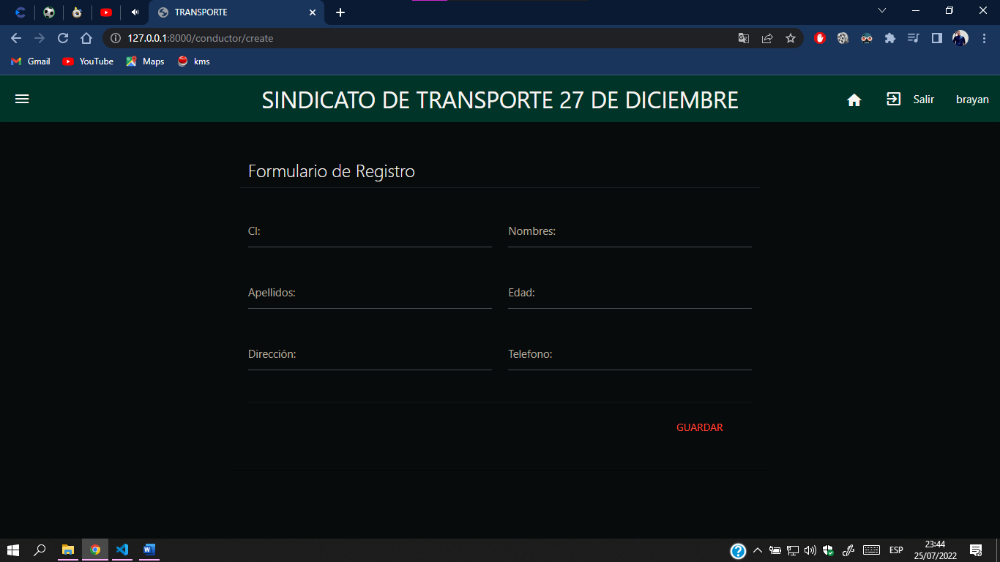 TRANSPORTE
127.0.0.1:8000/conductor/create
Gmail YouTube Maps kms
SINDICATO DE TRANSPORTE 27 DE DICIEMBRE Salir brayan
Formulario de Registro
CI: Nombres:
Apellidos: Edad:
Dirección: Telefono:
GUARDAR
ESP 23:44
25/07/2022